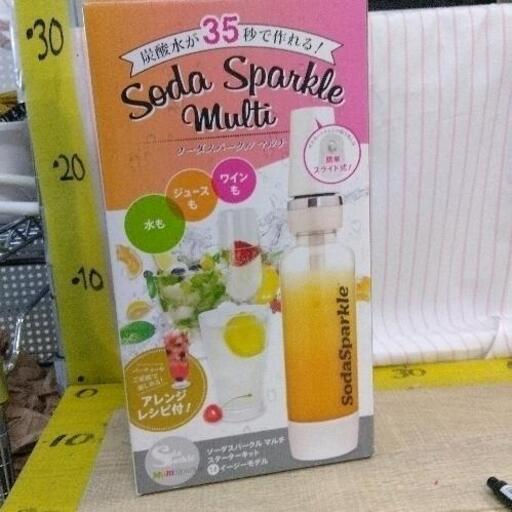 30
炭酸水が35秒で作れる！
Soda Sparkle
Multi
ソーダスパークル マルチ
簡単
スライド式！
ワイン
も
ジュース
も
水も
20
10
SodaSparkle
アレンジ
レシピ付！
Soda
Sparkle
Multi
ソーダスパークル マルチ
スターターキット
イージーモデル
0
10
30